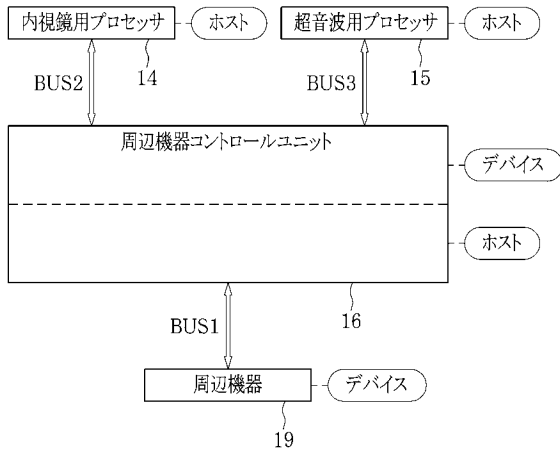 内視鏡用プロセッサ
ホスト
超音波用プロセッサ
ホスト
14
15
BUS2
BUS3
周辺機器コントロールユニット
デバイス
ホスト
16
BUS1
周辺機器
デバイス
19